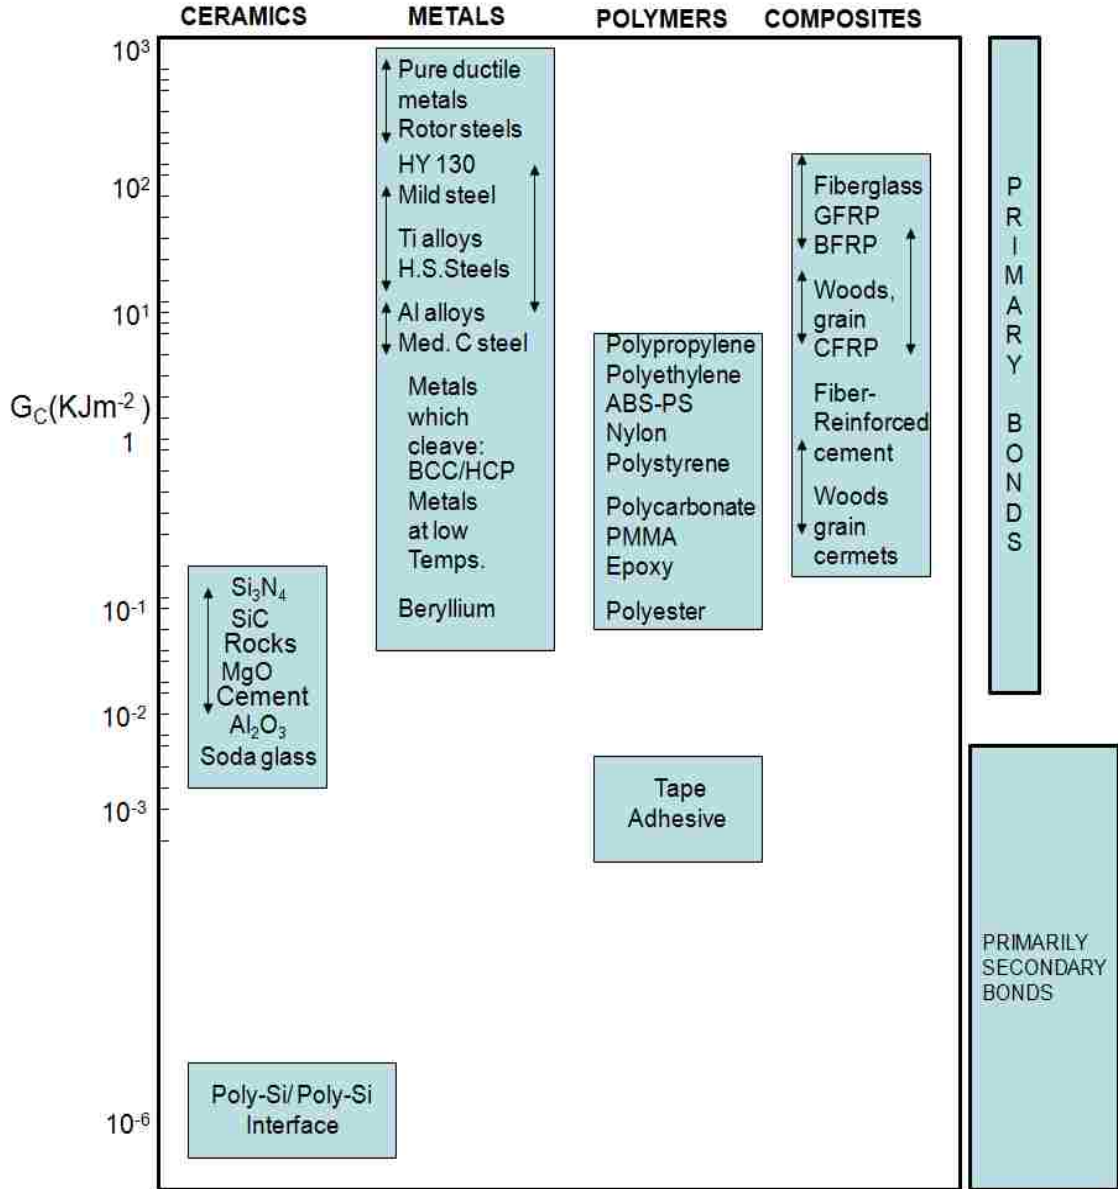 CERAMICS METALS POLYMERS COMPOSITES
10³
10²
10¹
G_C(KJm⁻²)
1
10⁻¹
10⁻²
10⁻³
10⁻⁶
Si₃N₄
SiC
Rocks
MgO
Cement
Al₂O₃
Soda glass
Poly-Si/ Poly-Si
Interface
Pure ductile
metals
Rotor steels
HY 130
Mild steel
Ti alloys
H.S.Steels
Al alloys
Med. C steel
Metals
which
cleave:
BCC/HCP
Metals
at low
Temps.
Beryllium
Polypropylene
Polyethylene
ABS-PS
Nylon
Polystyrene
Polycarbonate
PMMA
Epoxy
Polyester
Tape
Adhesive
Fiberglass
GFRP
BFRP
Woods,
grain
CFRP
Fiber-
Reinforced
cement
Woods
grain
cermets
PRIMARY BONDS
PRIMARILY
SECONDARY
BONDS